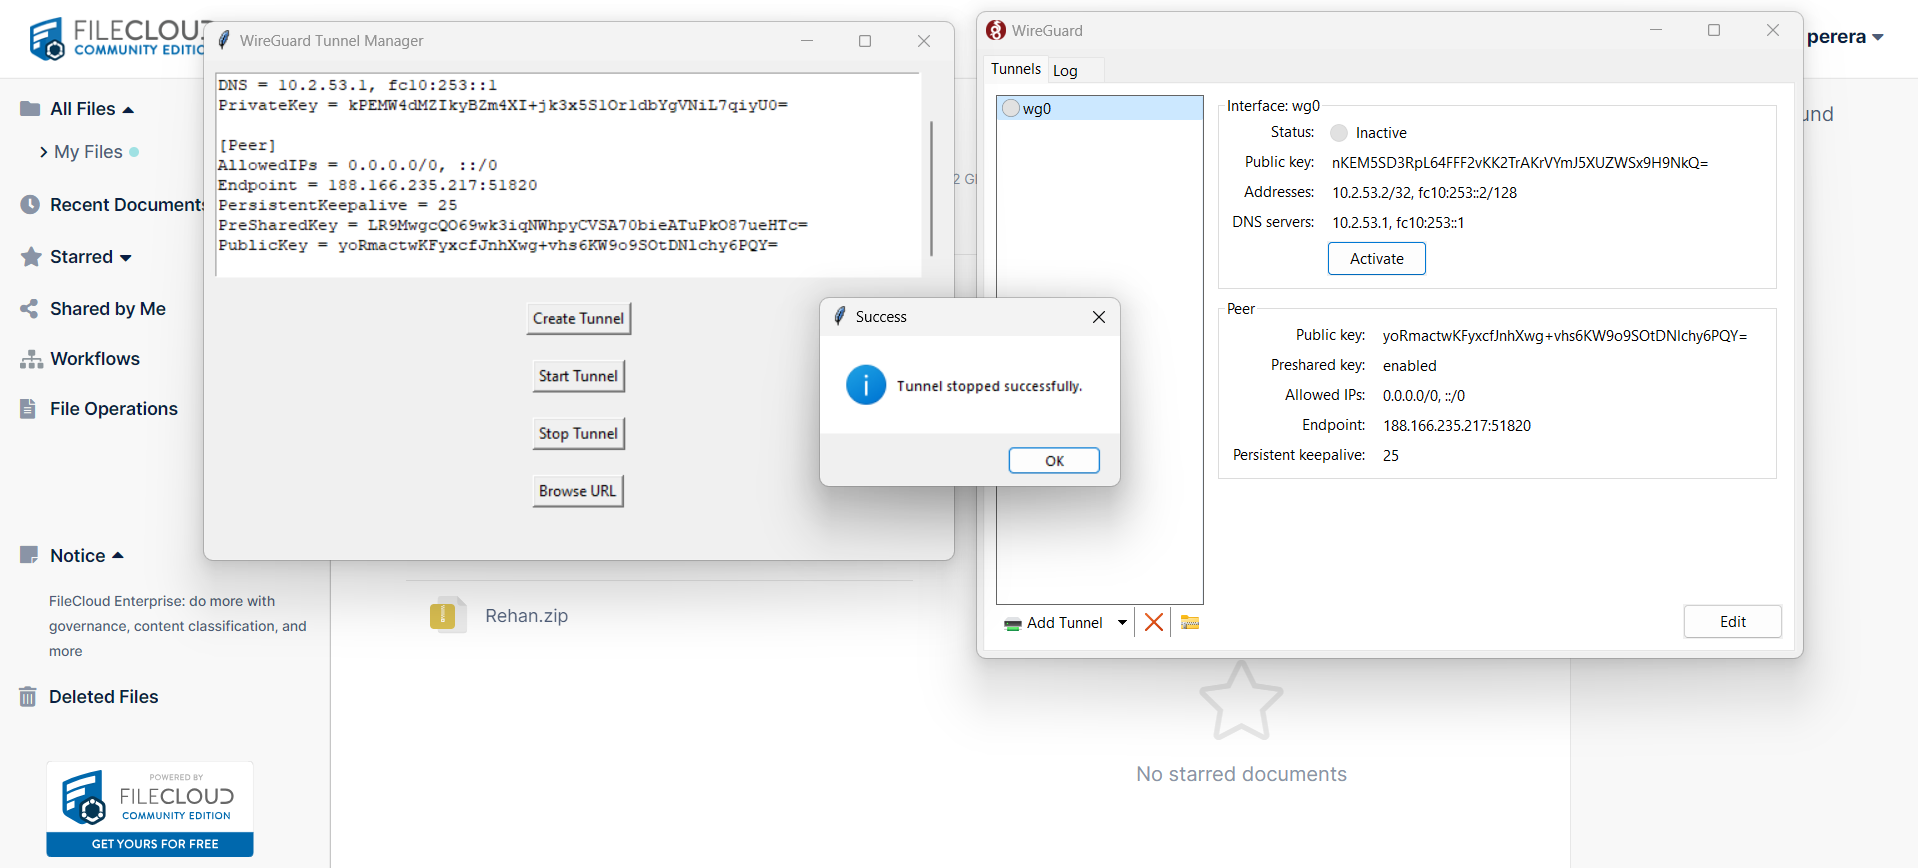 FILECLOUD
COMMUNITY EDITIO
All Files
My Files
Recent Documents
Starred
Shared by Me
Workflows
File Operations
Notice
FileCloud Enterprise: do more with
governance, content classification, and
more
Deleted Files
POWERED BY
FILECLOUD
COMMUNITY EDITION
GET YOURS FOR FREE
WireGuard Tunnel Manager
DNS = 10.2.53.1, fc10:253::1
PrivateKey = kPEMW4dMZIkyBZm4XI+jk3x5SlOrldbYgVNiL7qiyU0=
[Peer]
AllowedIPs = 0.0.0.0/0, ::/0
Endpoint = 188.166.235.217:51820
PersistentKeepalive = 25
PreSharedKey = LR9MwgcQO69wk3iqNWhpyCVSA70bieATuPkO87ueHTc=
PublicKey = yoRmactwKFyxcfJnhXwg+vhs6KW9o9SOtDNlchy6PQY=
Create Tunnel
Start Tunnel
Stop Tunnel
Browse URL
2 G
Rehan.zip
Success
Tunnel stopped successfully.
OK
WireGuard
Tunnels
Log
wg0
Interface: wg0
Status: Inactive
Public key: nKEM5SD3RpL64FFF2vKK2TrAKrVYmJ5XUZWSx9H9NkQ=
Addresses: 10.2.53.2/32, fc10:253::2/128
DNS servers: 10.2.53.1, fc10:253::1
Activate
Peer
Public key: yoRmactwKFyxcfJnhXwg+vhs6KW9o9SOtDNlchy6PQY=
Preshared key: enabled
Allowed IPs: 0.0.0.0/0, ::/0
Endpoint: 188.166.235.217:51820
Persistent keepalive: 25
Add Tunnel
Edit
perera
und
No starred documents